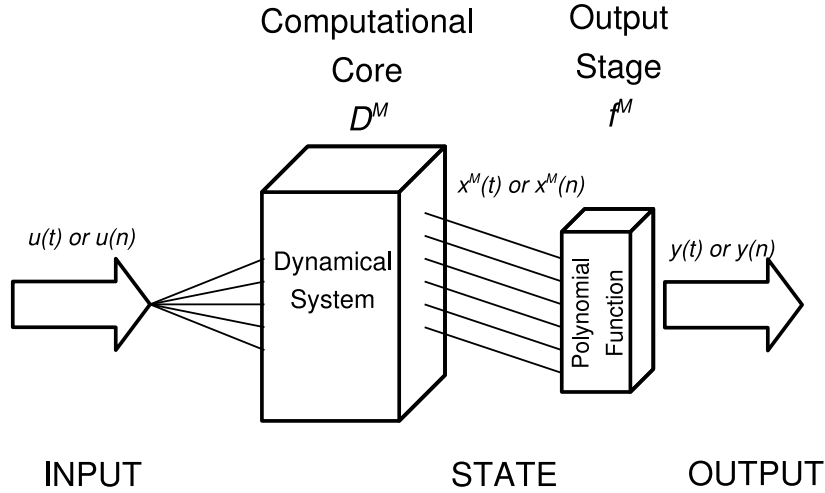 Computational
Core
D^M
Output
Stage
f^M
x^M(t) or x^M(n)
u(t) or u(n)
y(t) or y(n)
Dynamical
System
Polynomial
Function
INPUT
STATE
OUTPUT